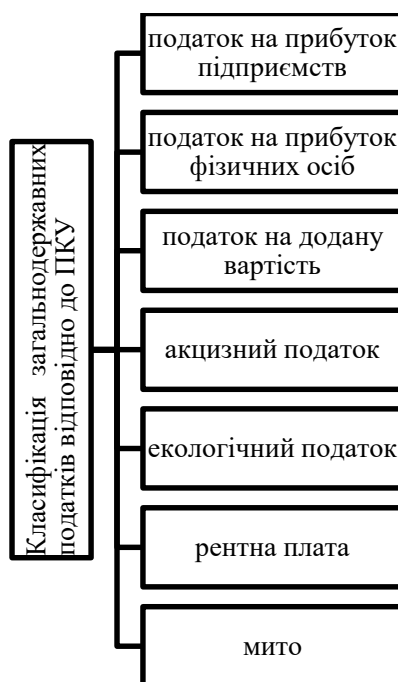 Класифікація загальнодержавних
податків відповідно до ПКУ
податок на прибуток
підприємств
податок на прибуток
фізичних осіб
податок на додану
вартість
акцизний податок
екологічний податок
рентна плата
мито